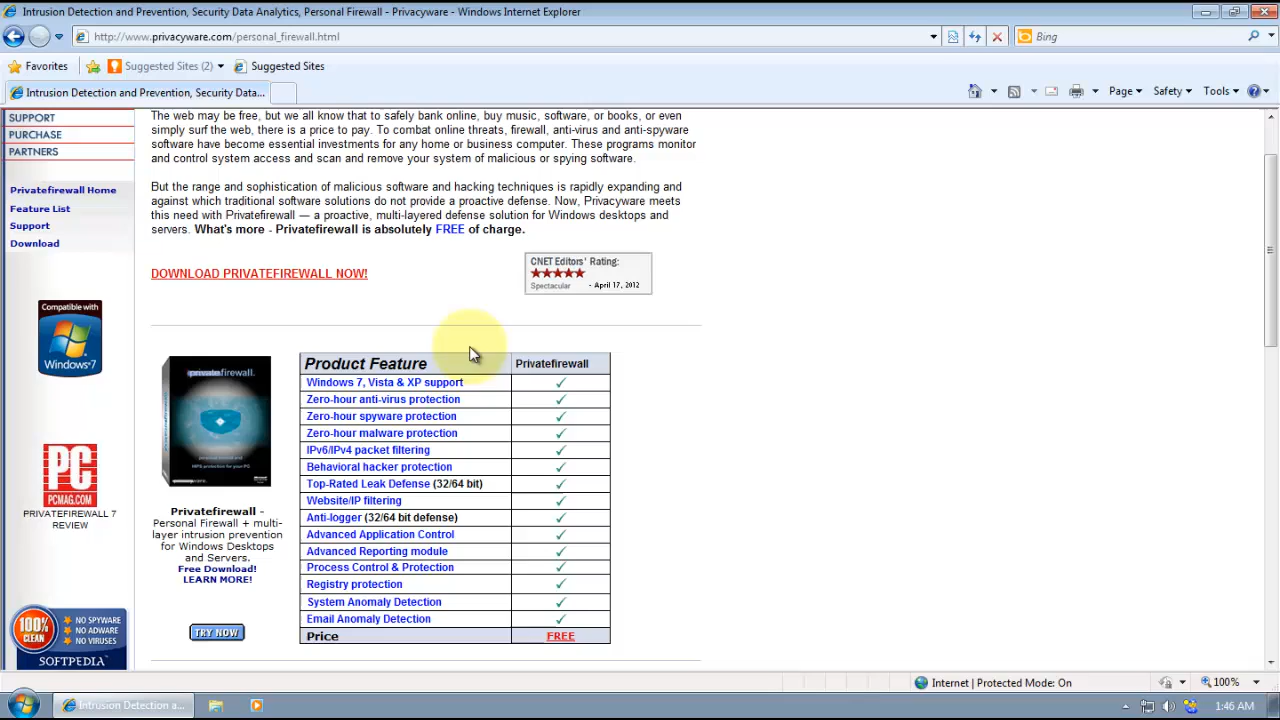 Intrusion Detection and Prevention, Security Data Analytics, Personal Firewall - Privacyware - Windows Internet Explorer
http://www.privacyware.com/personal_firewall.html
Bing
Favorites
Suggested Sites (2)
Suggested Sites
Intrusion Detection and Prevention, Security Data...
Page
Safety
Tools
SUPPORT
PURCHASE
PARTNERS
Privatefirewall Home
Feature List
Support
Download
Compatible with
Windows 7
PC
PCMAG.COM
PRIVATEFIREWALL 7
REVIEW
100%
CLEAN
NO SPYWARE
NO ADWARE
NO VIRUSES
SOFTPEDIA
The web may be free, but we all know that to safely bank online, buy music, software, or books, or even
simply surf the web, there is a price to pay. To combat online threats, firewall, anti-virus and anti-spyware
software have become essential investments for any home or business computer. These programs monitor
and control system access and scan and remove your system of malicious or spying software.
But the range and sophistication of malicious software and hacking techniques is rapidly expanding and
against which traditional software solutions do not provide a proactive defense. Now, Privacyware meets
this need with Privatefirewall — a proactive, multi-layered defense solution for Windows desktops and
servers. What's more - Privatefirewall is absolutely FREE of charge.
DOWNLOAD PRIVATEFIREWALL NOW!
CNET Editors' Rating:
Spectacular - April 17, 2012
privatefirewall.
Privatefirewall -
Personal Firewall + multi-
layer intrusion prevention
for Windows Desktops
and Servers.
Free Download!
LEARN MORE!
TRY NOW
Product Feature Privatefirewall
Windows 7, Vista & XP support ✓
Zero-hour anti-virus protection ✓
Zero-hour spyware protection ✓
Zero-hour malware protection ✓
IPv6/IPv4 packet filtering ✓
Behavioral hacker protection ✓
Top-Rated Leak Defense (32/64 bit) ✓
Website/IP filtering ✓
Anti-logger (32/64 bit defense) ✓
Advanced Application Control ✓
Advanced Reporting module ✓
Process Control & Protection ✓
Registry protection ✓
System Anomaly Detection ✓
Email Anomaly Detection ✓
Price FREE
Internet | Protected Mode: On
100%
Intrusion Detection a...
1:46 AM